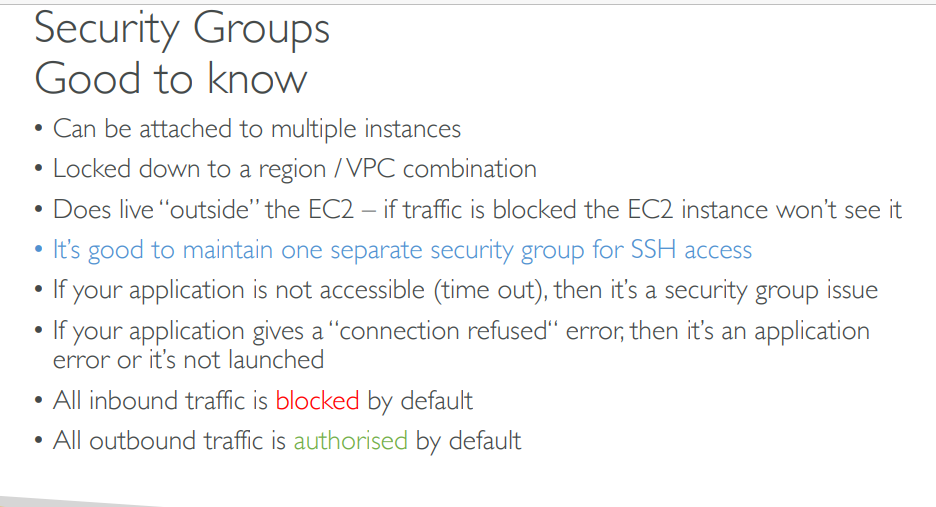 Security Groups
Good to know
• Can be attached to multiple instances
• Locked down to a region / VPC combination
• Does live “outside” the EC2 – if traffic is blocked the EC2 instance won’t see it
• It’s good to maintain one separate security group for SSH access
• If your application is not accessible (time out), then it’s a security group issue
• If your application gives a “connection refused“ error, then it’s an application
error or it’s not launched
• All inbound traffic is blocked by default
• All outbound traffic is authorised by default